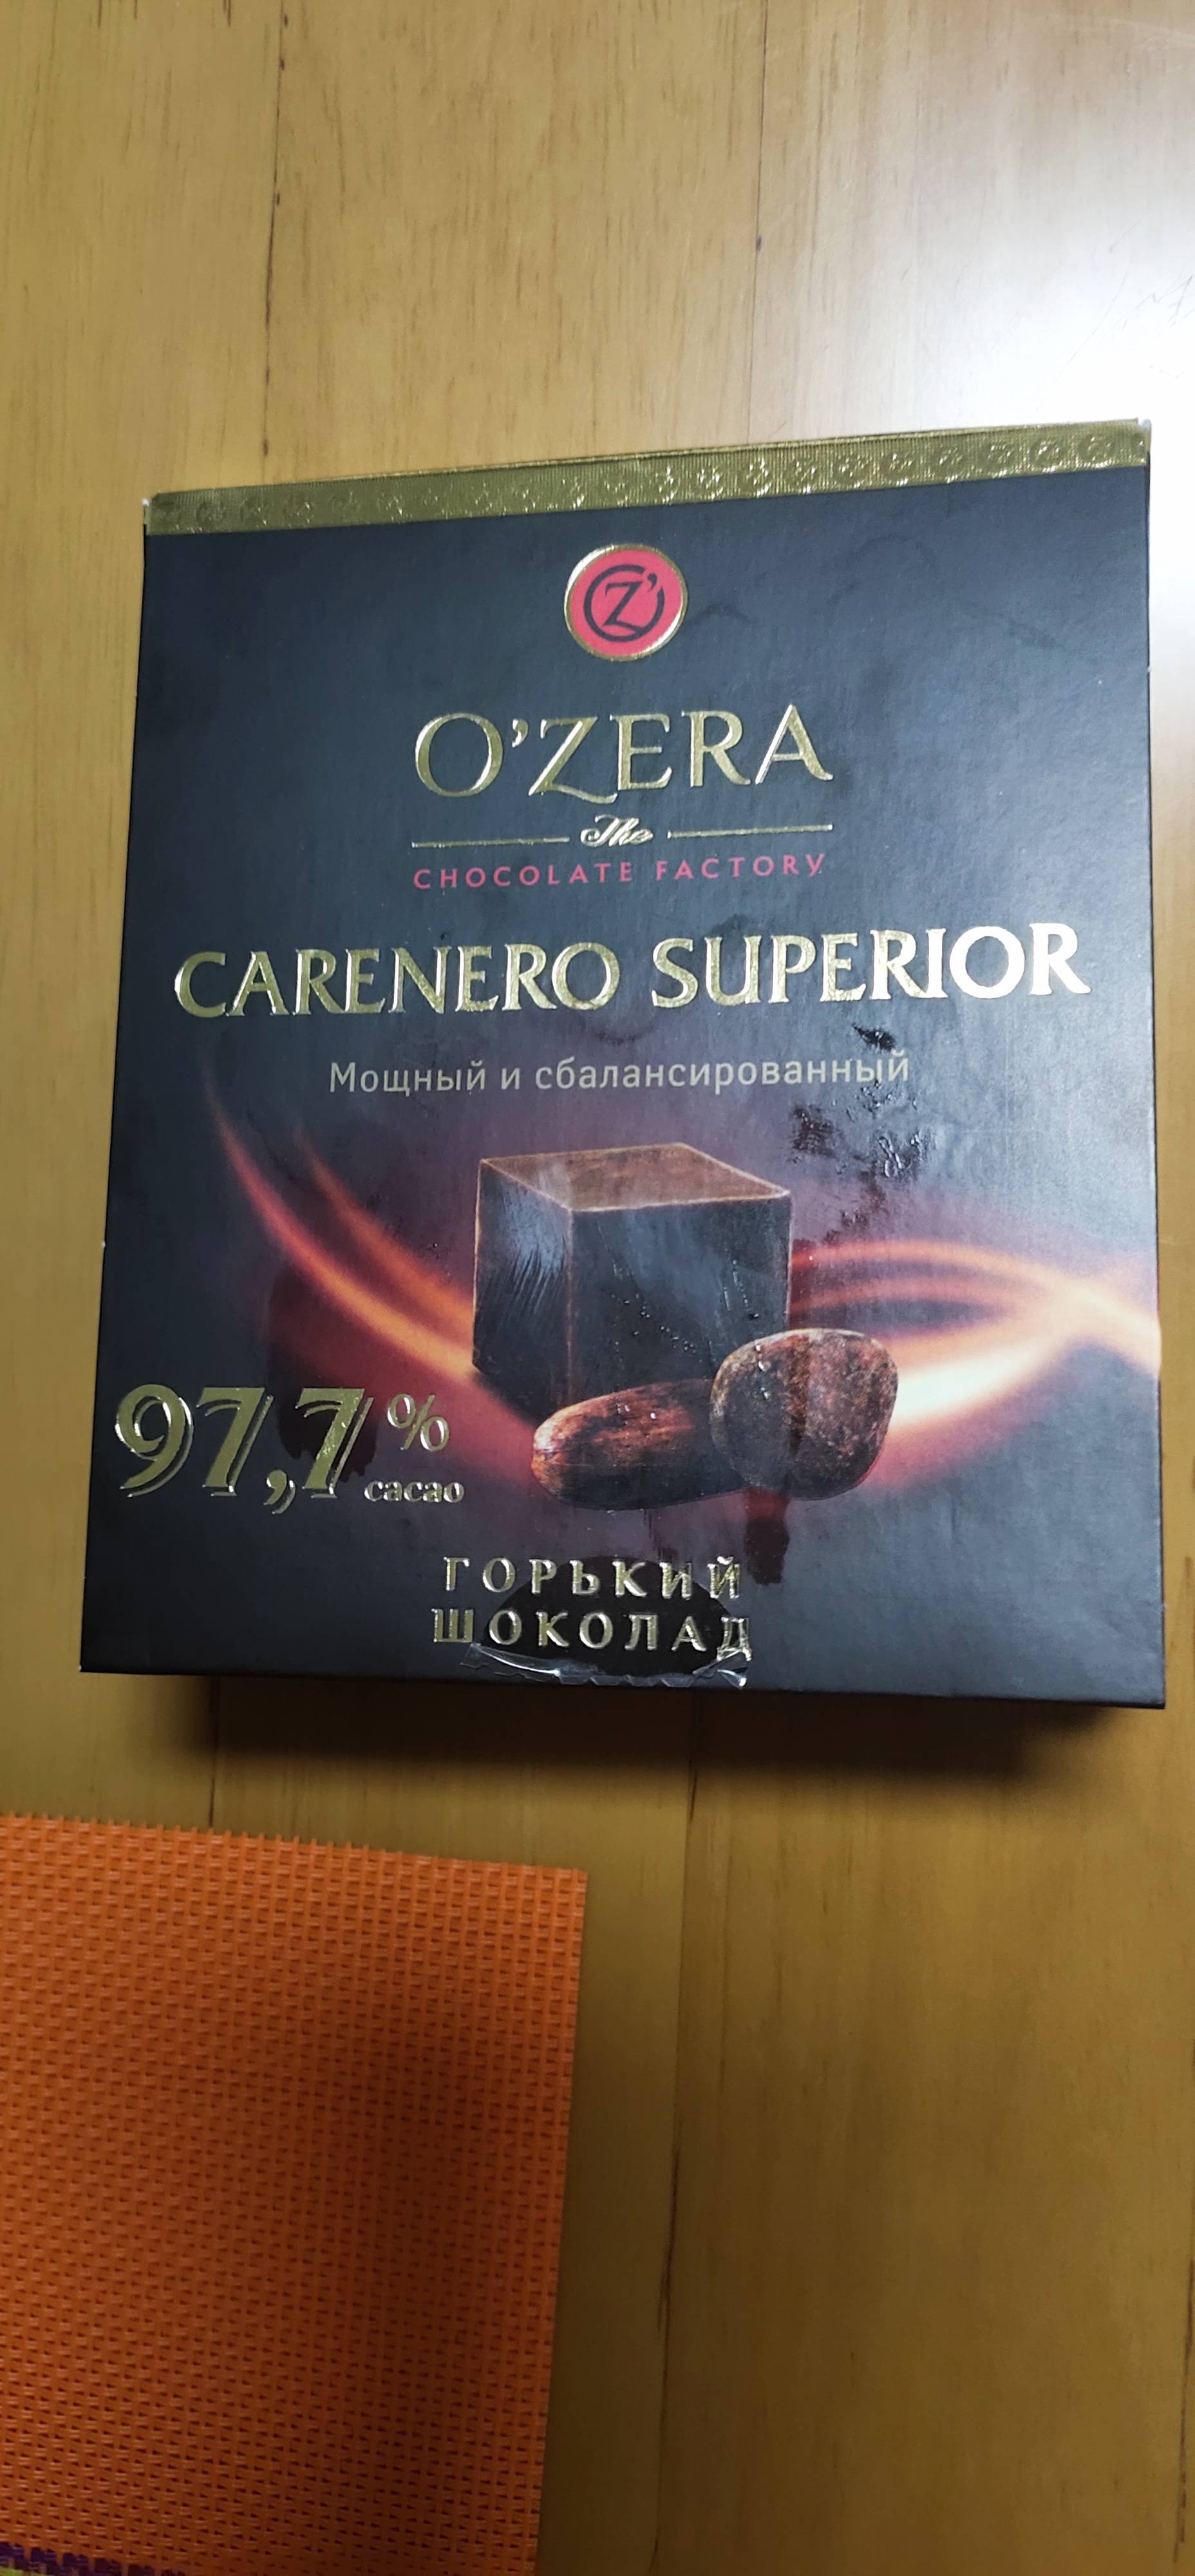 Z'
O'ZERA
The
CHOCOLATE FACTORY
CARENERO SUPERIOR
Мощный и сбалансированный
97,7%
cacao
ГОРЬКИЙ
ШОКОЛАД